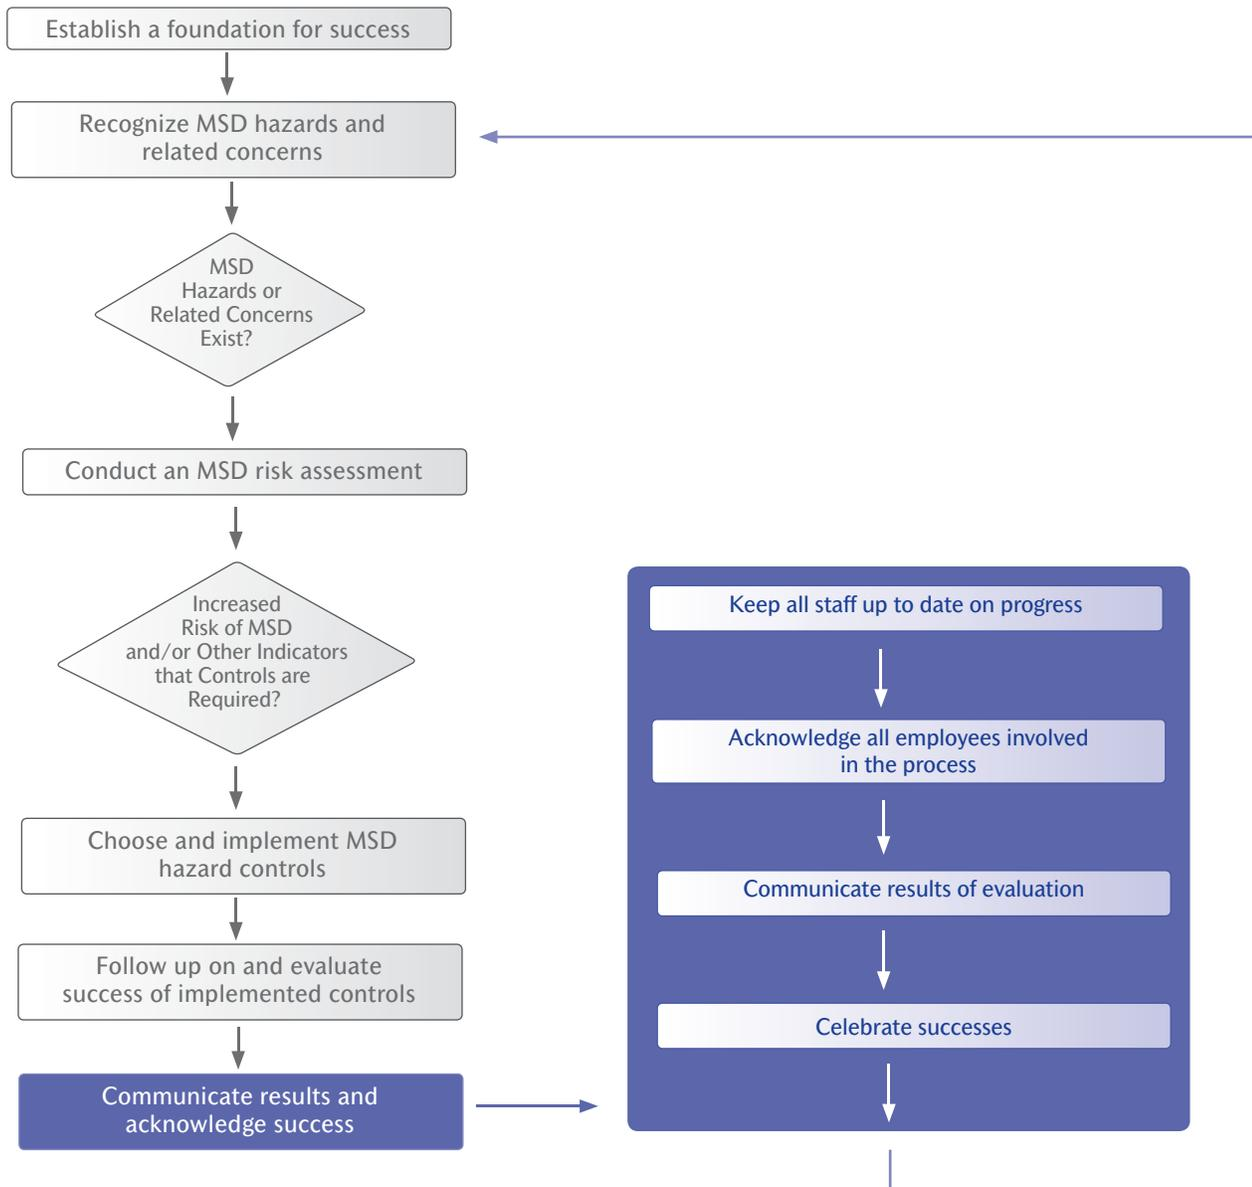 Establish a foundation for success
Recognize MSD hazards and
related concerns
MSD
Hazards or
Related Concerns
Exist?
Conduct an MSD risk assessment
Increased
Risk of MSD
and/or Other Indicators
that Controls are
Required?
Choose and implement MSD
hazard controls
Follow up on and evaluate
success of implemented controls
Communicate results and
acknowledge success
Keep all staff up to date on progress
Acknowledge all employees involved
in the process
Communicate results of evaluation
Celebrate successes